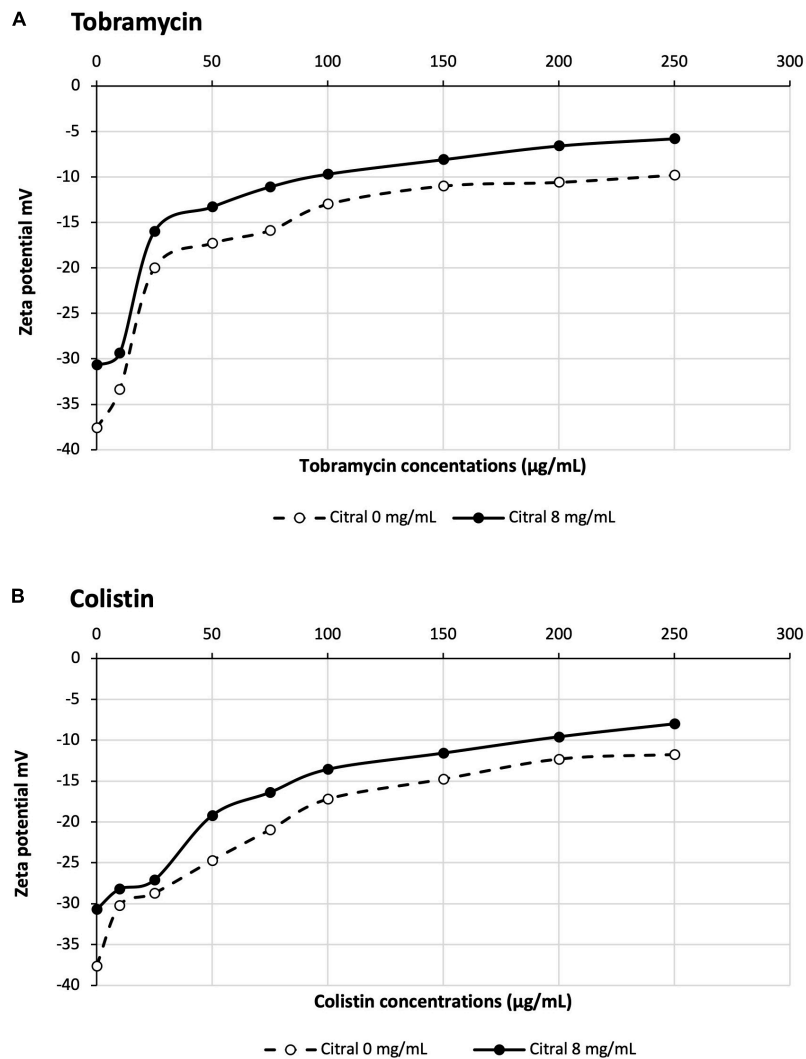 A Tobramycin
0 50 100 150 200 250 300
0
-5
-10
-15
-20
-25
-30
-35
-40
Zeta potential mV
Tobramycin concentations (µg/mL)
Citral 0 mg/mL Citral 8 mg/mL
B Colistin
0 50 100 150 200 250 300
0
-5
-10
-15
-20
-25
-30
-35
-40
Zeta potential mV
Colistin concentrations (µg/mL)
Citral 0 mg/mL Citral 8 mg/mL